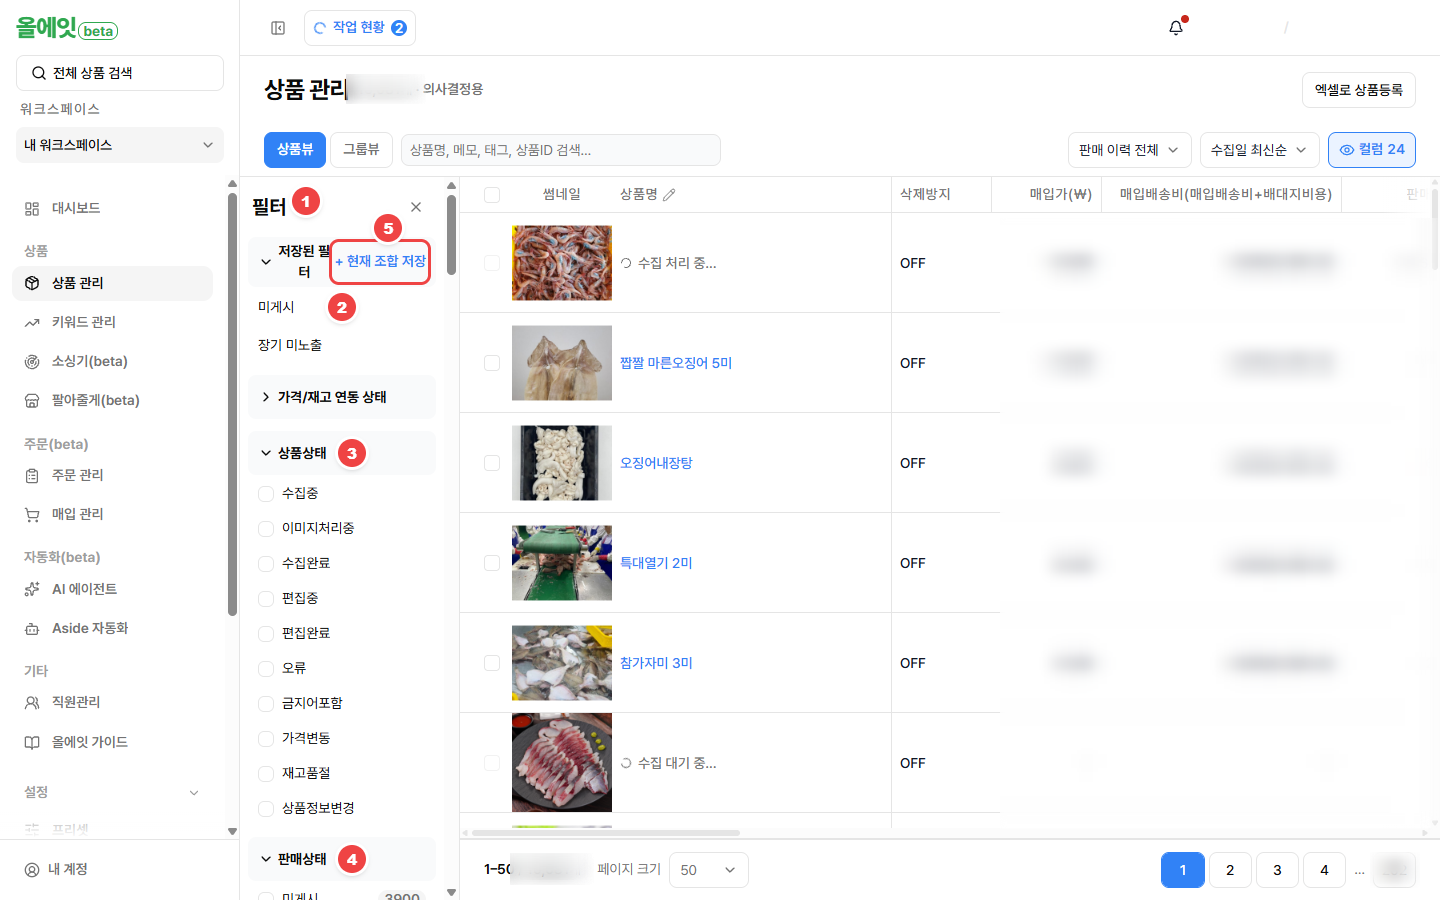 올에잇 beta
전체 상품 검색
워크스페이스
내 워크스페이스
대시보드
상품
상품 관리
키워드 관리
소싱기(beta)
팔아줄게(beta)
주문(beta)
주문 관리
매입 관리
자동화(beta)
AI 에이전트
Aside 자동화
기타
직원관리
올에잇 가이드
설정
프리셋
내 계정
작업 현황 2
/
상품 관리
의사결정용
엑셀로 상품등록
상품뷰
그룹뷰
상품명, 메모, 태그, 상품ID 검색...
판매 이력 전체
수집일 최신순
컬럼 24
필터 1
5
저장된 필
터
+ 현재 조합 저장
미게시 2
장기 미노출
가격/재고 연동 상태
상품상태 3
수집중
이미지처리중
수집완료
편집중
편집완료
오류
금지어포함
가격변동
재고품절
상품정보변경
판매상태 4
미게시 3900
썸네일 상품명 삭제방지 매입가(₩) 매입배송비(매입배송비+배대지비용)
수집 처리 중... OFF
짭짤 마른오징어 5미 OFF
오징어내장탕 OFF
특대열기 2미 OFF
참가자미 3미 OFF
수집 대기 중... OFF
1-50
페이지 크기 50
1 2 3 4 ...